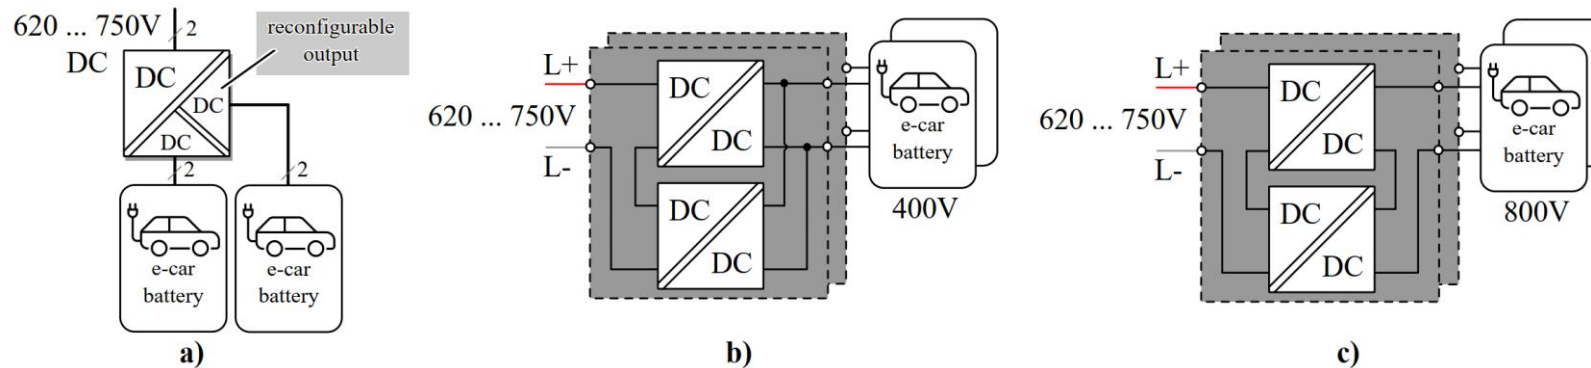 620 ... 750V
DC
2
reconfigurable
output
DC
DC
DC
2
2
e-car
battery
e-car
battery
a)
L+
620 ... 750V
L-
DC
DC
DC
DC
e-car
battery
400V
b)
L+
620 ... 750V
L-
DC
DC
DC
DC
e-car
battery
800V
c)